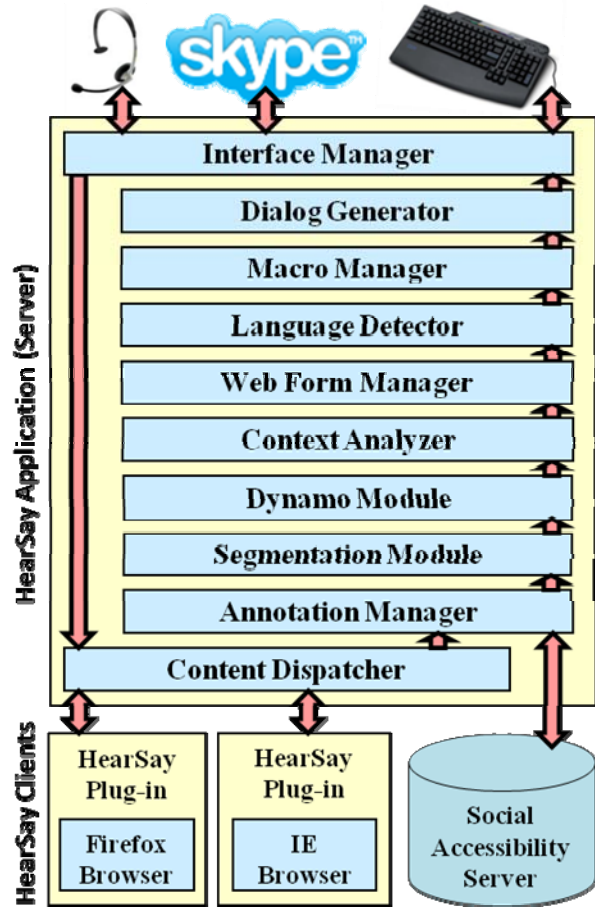 skype™
Interface Manager
Dialog Generator
Macro Manager
Language Detector
Web Form Manager
Context Analyzer
Dynamo Module
Segmentation Module
Annotation Manager
Content Dispatcher
HearSay Application (Server)
HearSay Clients
HearSay
Plug-in
Firefox
Browser
HearSay
Plug-in
IE
Browser
Social
Accessibility
Server